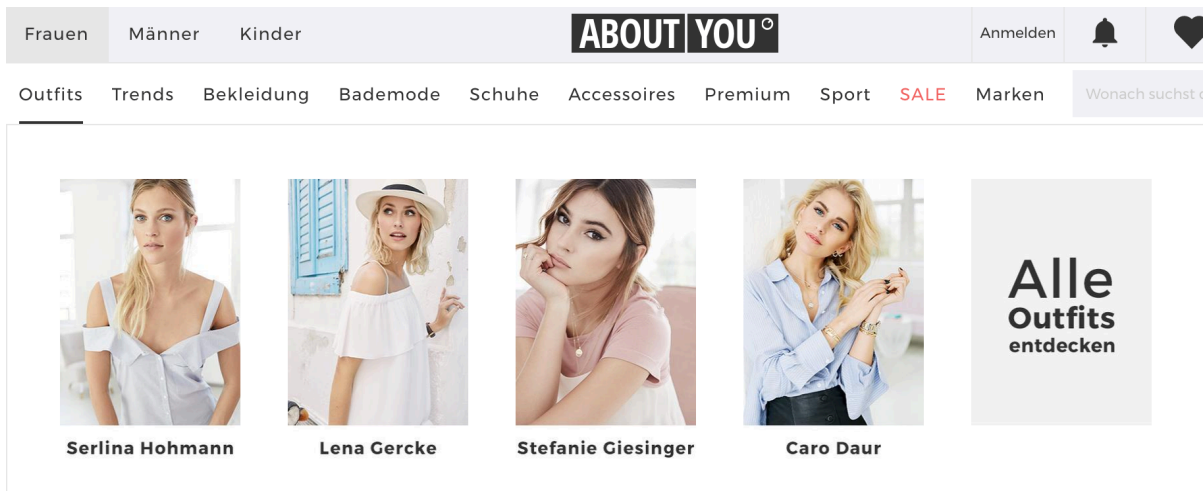 Frauen Männer Kinder ABOUT YOU° Anmelden
Outfits Trends Bekleidung Bademode Schuhe Accessoires Premium Sport SALE Marken Wonach suchst
Alle
Outfits
entdecken
Serlina Hohmann Lena Gercke Stefanie Giesinger Caro Daur